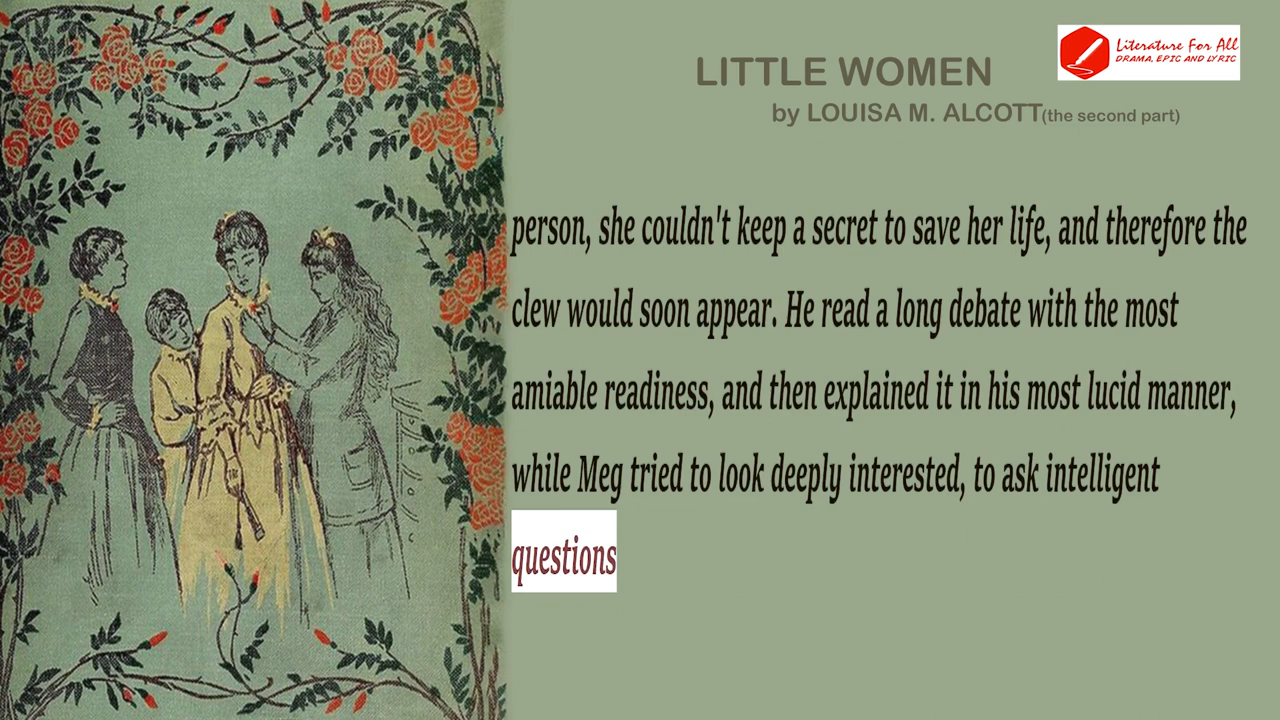 LITTLE WOMEN
by LOUISA M. ALCOTT(the second part)
Literature For All
DRAMA, EPIC AND LYRIC
person, she couldn't keep a secret to save her life, and therefore the
clew would soon appear. He read a long debate with the most
amiable readiness, and then explained it in his most lucid manner,
while Meg tried to look deeply interested, to ask intelligent
questions